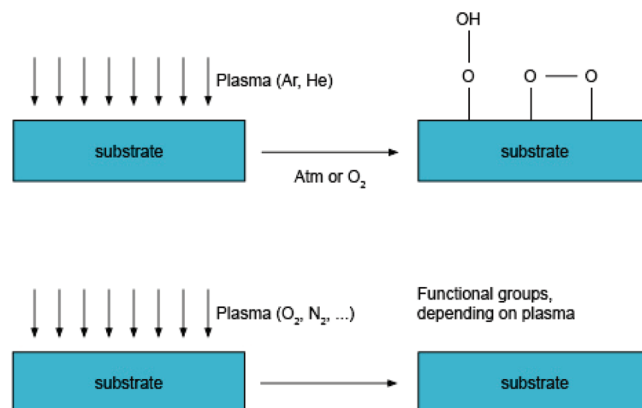 OH
Plasma (Ar, He)
O
O
O
substrate
substrate
Atm or O₂
Plasma (O₂, N₂, ...)
Functional groups,
depending on plasma
substrate
substrate